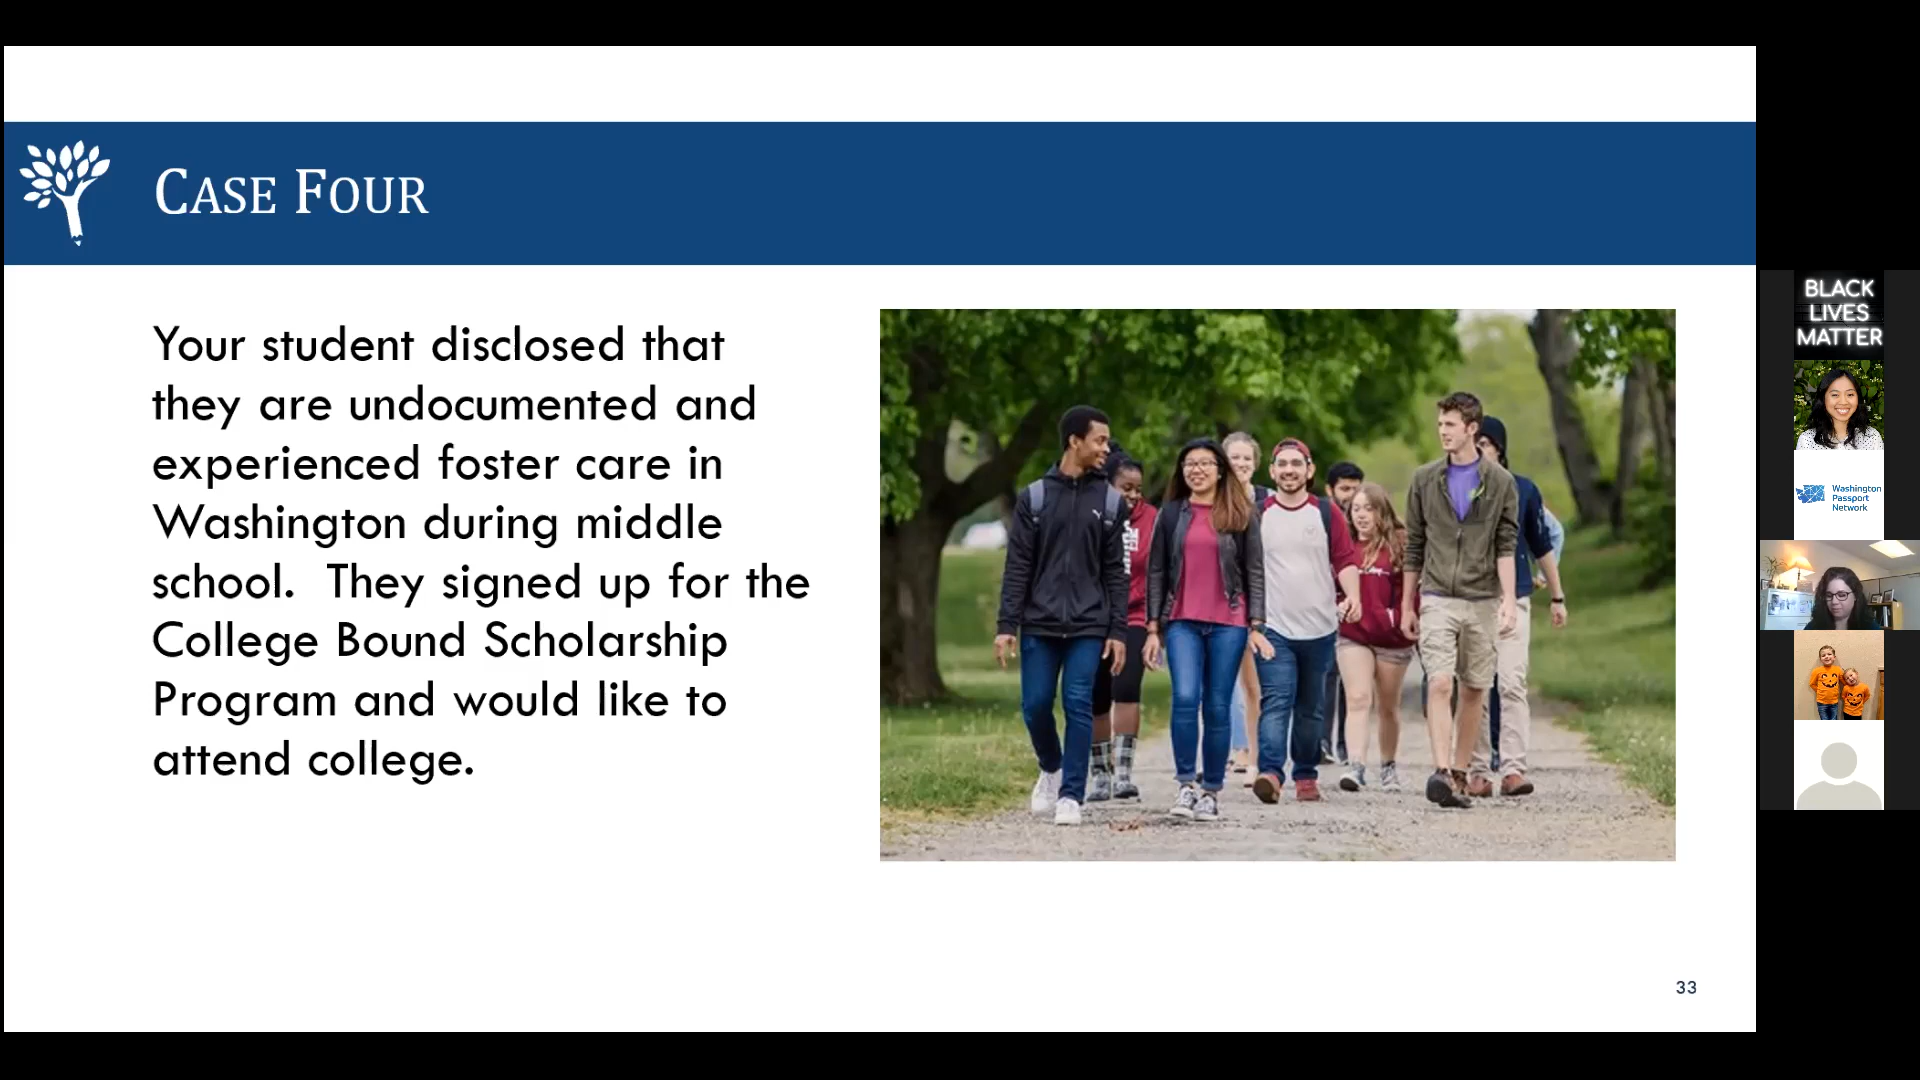 CASE FOUR
Your student disclosed that
they are undocumented and
experienced foster care in
Washington during middle
school.  They signed up for the
College Bound Scholarship
Program and would like to
attend college.
33
BLACK
LIVES
MATTER
Washington
Passport
Network